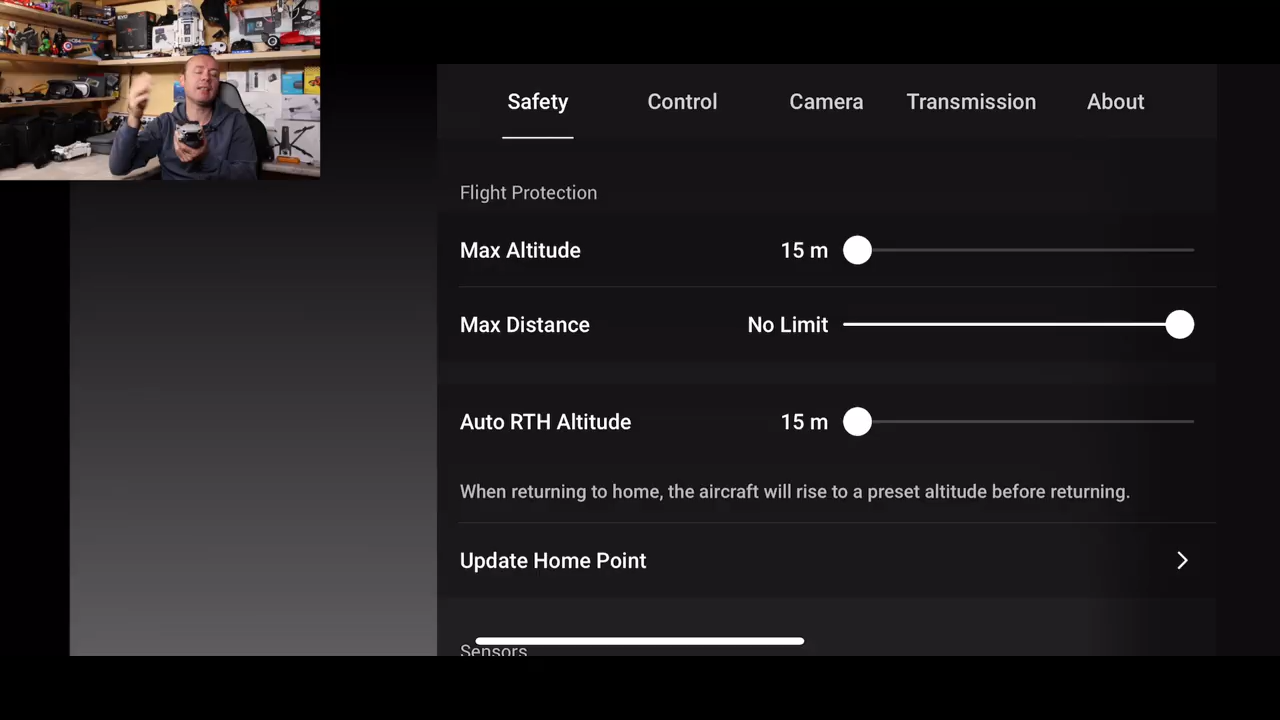 Safety Control Camera Transmission About
Flight Protection
Max Altitude 15 m
Max Distance No Limit
Auto RTH Altitude 15 m
When returning to home, the aircraft will rise to a preset altitude before returning.
Update Home Point
Sensors